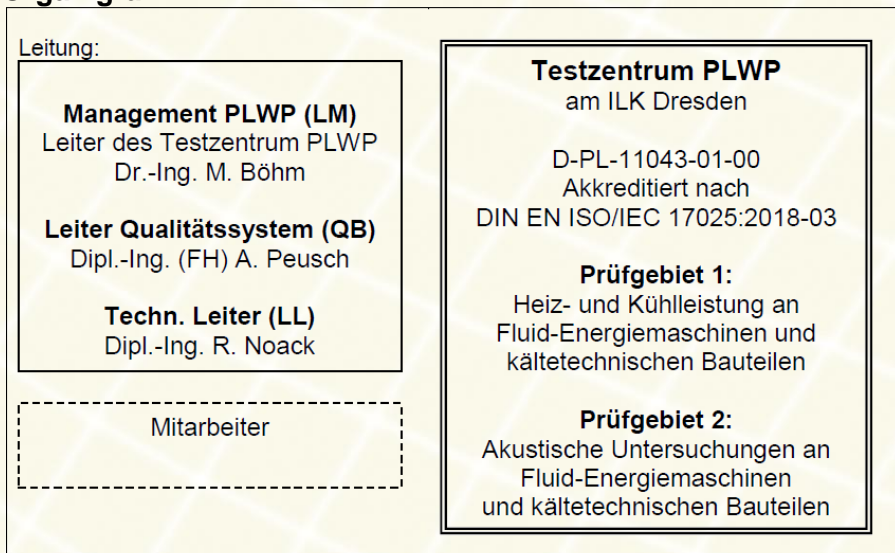 Leitung:
Management PLWP (LM)
Leiter des Testzentrum PLWP
Dr.-Ing. M. Böhm
Leiter Qualitätssystem (QB)
Dipl.-Ing. (FH) A. Peusch
Techn. Leiter (LL)
Dipl.-Ing. R. Noack
Mitarbeiter
Testzentrum PLWP
am ILK Dresden
D-PL-11043-01-00
Akkreditiert nach
DIN EN ISO/IEC 17025:2018-03
Prüfgebiet 1:
Heiz- und Kühlleistung an
Fluid-Energiemaschinen und
kältetechnischen Bauteilen
Prüfgebiet 2:
Akustische Untersuchungen an
Fluid-Energiemaschinen
und kältetechnischen Bauteilen